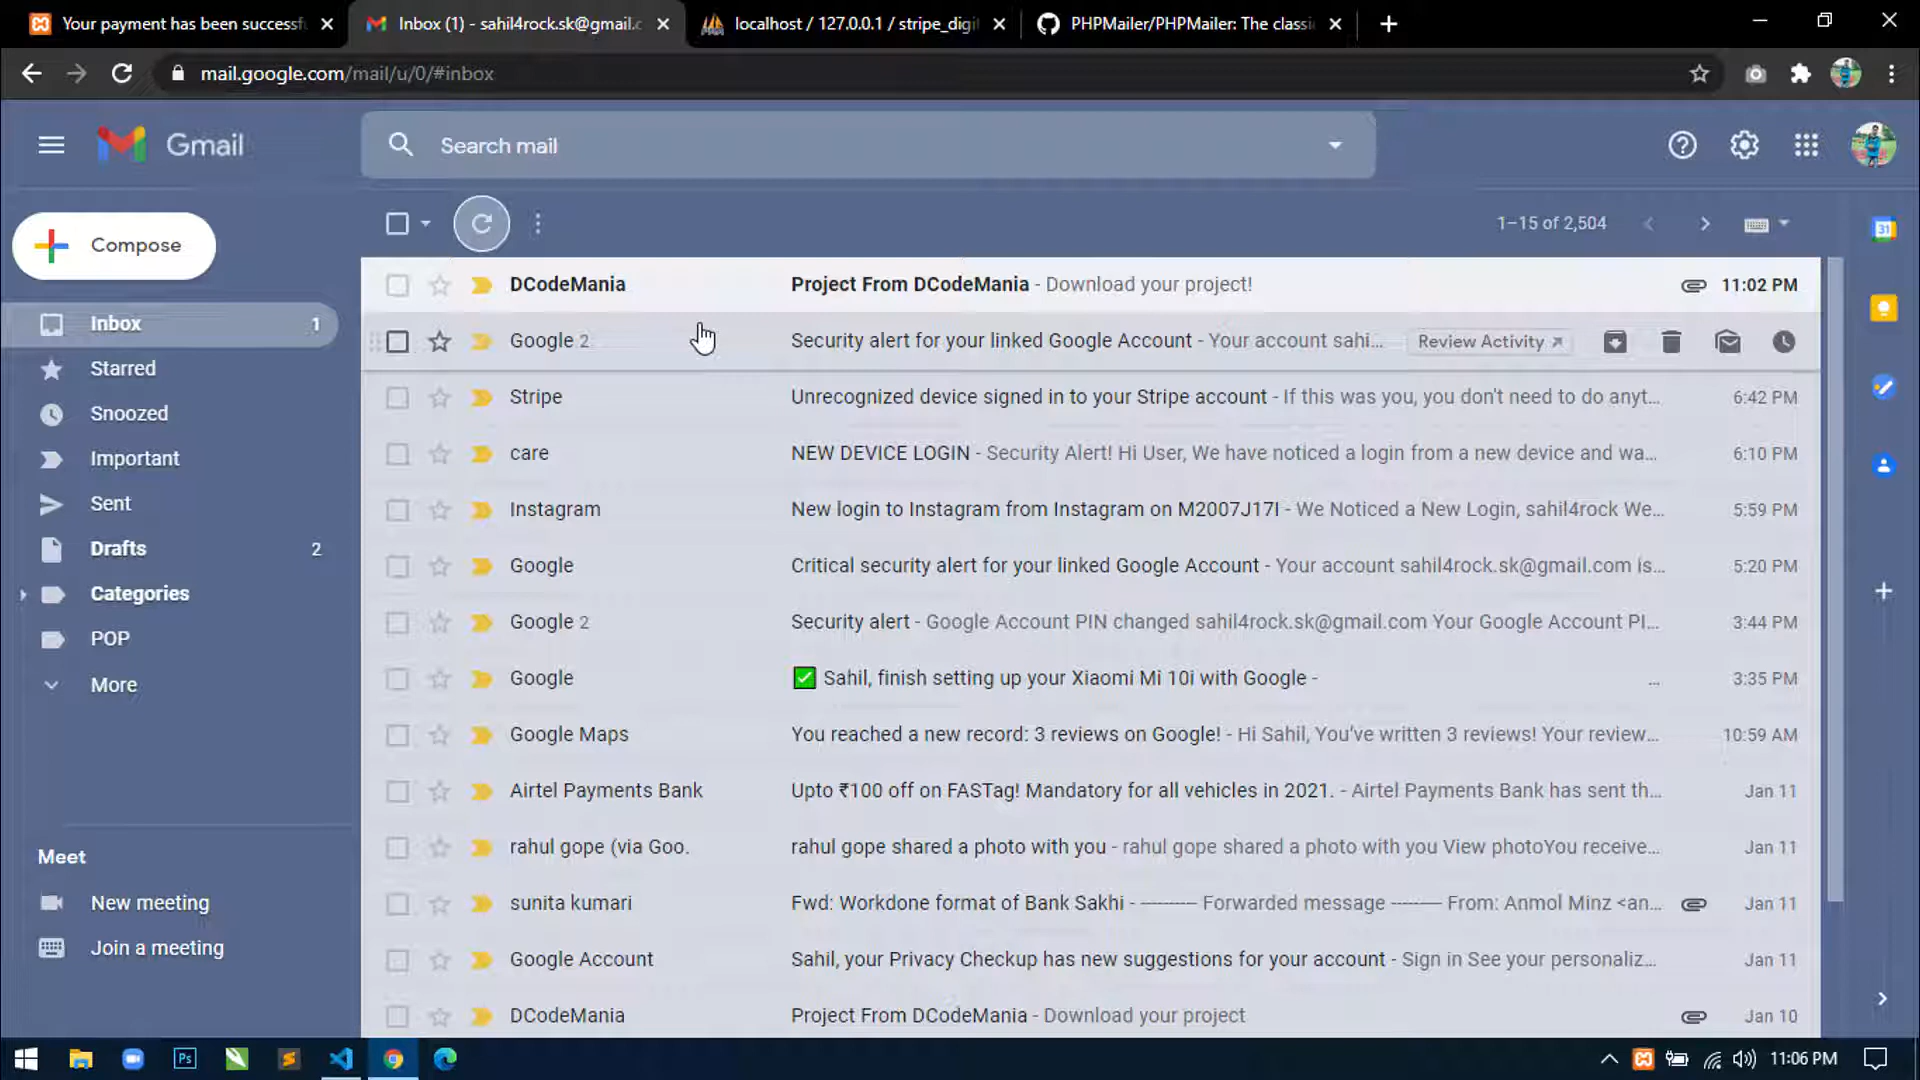 Your payment has been successf
Inbox (1) - sahil4rock.sk@gmail.c
localhost / 127.0.0.1 / stripe_digi
PHPMailer/PHPMailer: The classi
mail.google.com/mail/u/0/#inbox
Gmail
Search mail
Compose
1–15 of 2,504
31
Inbox 1
Starred
Snoozed
Important
Sent
Drafts 2
Categories
POP
More
Meet
New meeting
Join a meeting
DCodeMania Project From DCodeMania - Download your project! 11:02 PM
Google 2 Security alert for your linked Google Account - Your account sahi... Review Activity
Stripe Unrecognized device signed in to your Stripe account - If this was you, you don't need to do anyt... 6:42 PM
care NEW DEVICE LOGIN - Security Alert! Hi User, We have noticed a login from a new device and wa... 6:10 PM
Instagram New login to Instagram from Instagram on M2007J17I - We Noticed a New Login, sahil4rock We... 5:59 PM
Google Critical security alert for your linked Google Account - Your account sahil4rock.sk@gmail.com is... 5:20 PM
Google 2 Security alert - Google Account PIN changed sahil4rock.sk@gmail.com Your Google Account PI... 3:44 PM
Google ✅ Sahil, finish setting up your Xiaomi Mi 10i with Google - ... 3:35 PM
Google Maps You reached a new record: 3 reviews on Google! - Hi Sahil, You've written 3 reviews! Your review... 10:59 AM
Airtel Payments Bank Upto ₹100 off on FASTag! Mandatory for all vehicles in 2021. - Airtel Payments Bank has sent th... Jan 11
rahul gope (via Goo. rahul gope shared a photo with you - rahul gope shared a photo with you View photoYou receive... Jan 11
sunita kumari Fwd: Workdone format of Bank Sakhi - ---------- Forwarded message --------- From: Anmol Minz <an... Jan 11
Google Account Sahil, your Privacy Checkup has new suggestions for your account - Sign in See your personaliz... Jan 11
DCodeMania Project From DCodeMania - Download your project Jan 10
Ps
11:06 PM